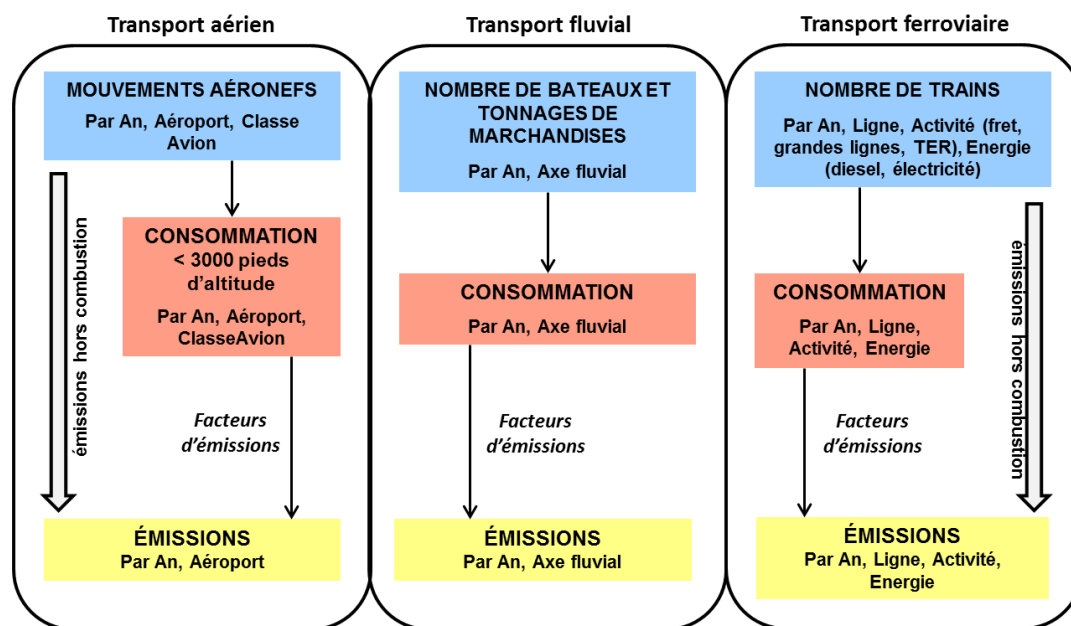 Transport aérien
MOUVEMENTS AÉRONEFS
Par An, Aéroport, Classe
Avion
émissions hors combustion
CONSOMMATION
< 3000 pieds
d'altitude
Par An, Aéroport,
ClasseAvion
Facteurs
d'émissions
ÉMISSIONS
Par An, Aéroport
Transport fluvial
NOMBRE DE BATEAUX ET
TONNAGES DE
MARCHANDISES
Par An, Axe fluvial
CONSOMMATION
Par An, Axe fluvial
Facteurs
d'émissions
ÉMISSIONS
Par An, Axe fluvial
Transport ferroviaire
NOMBRE DE TRAINS
Par An, Ligne, Activité (fret,
grandes lignes, TER), Energie
(diesel, électricité)
CONSOMMATION
Par An, Ligne,
Activité, Energie
émissions hors combustion
Facteurs
d'émissions
ÉMISSIONS
Par An, Ligne, Activité,
Energie